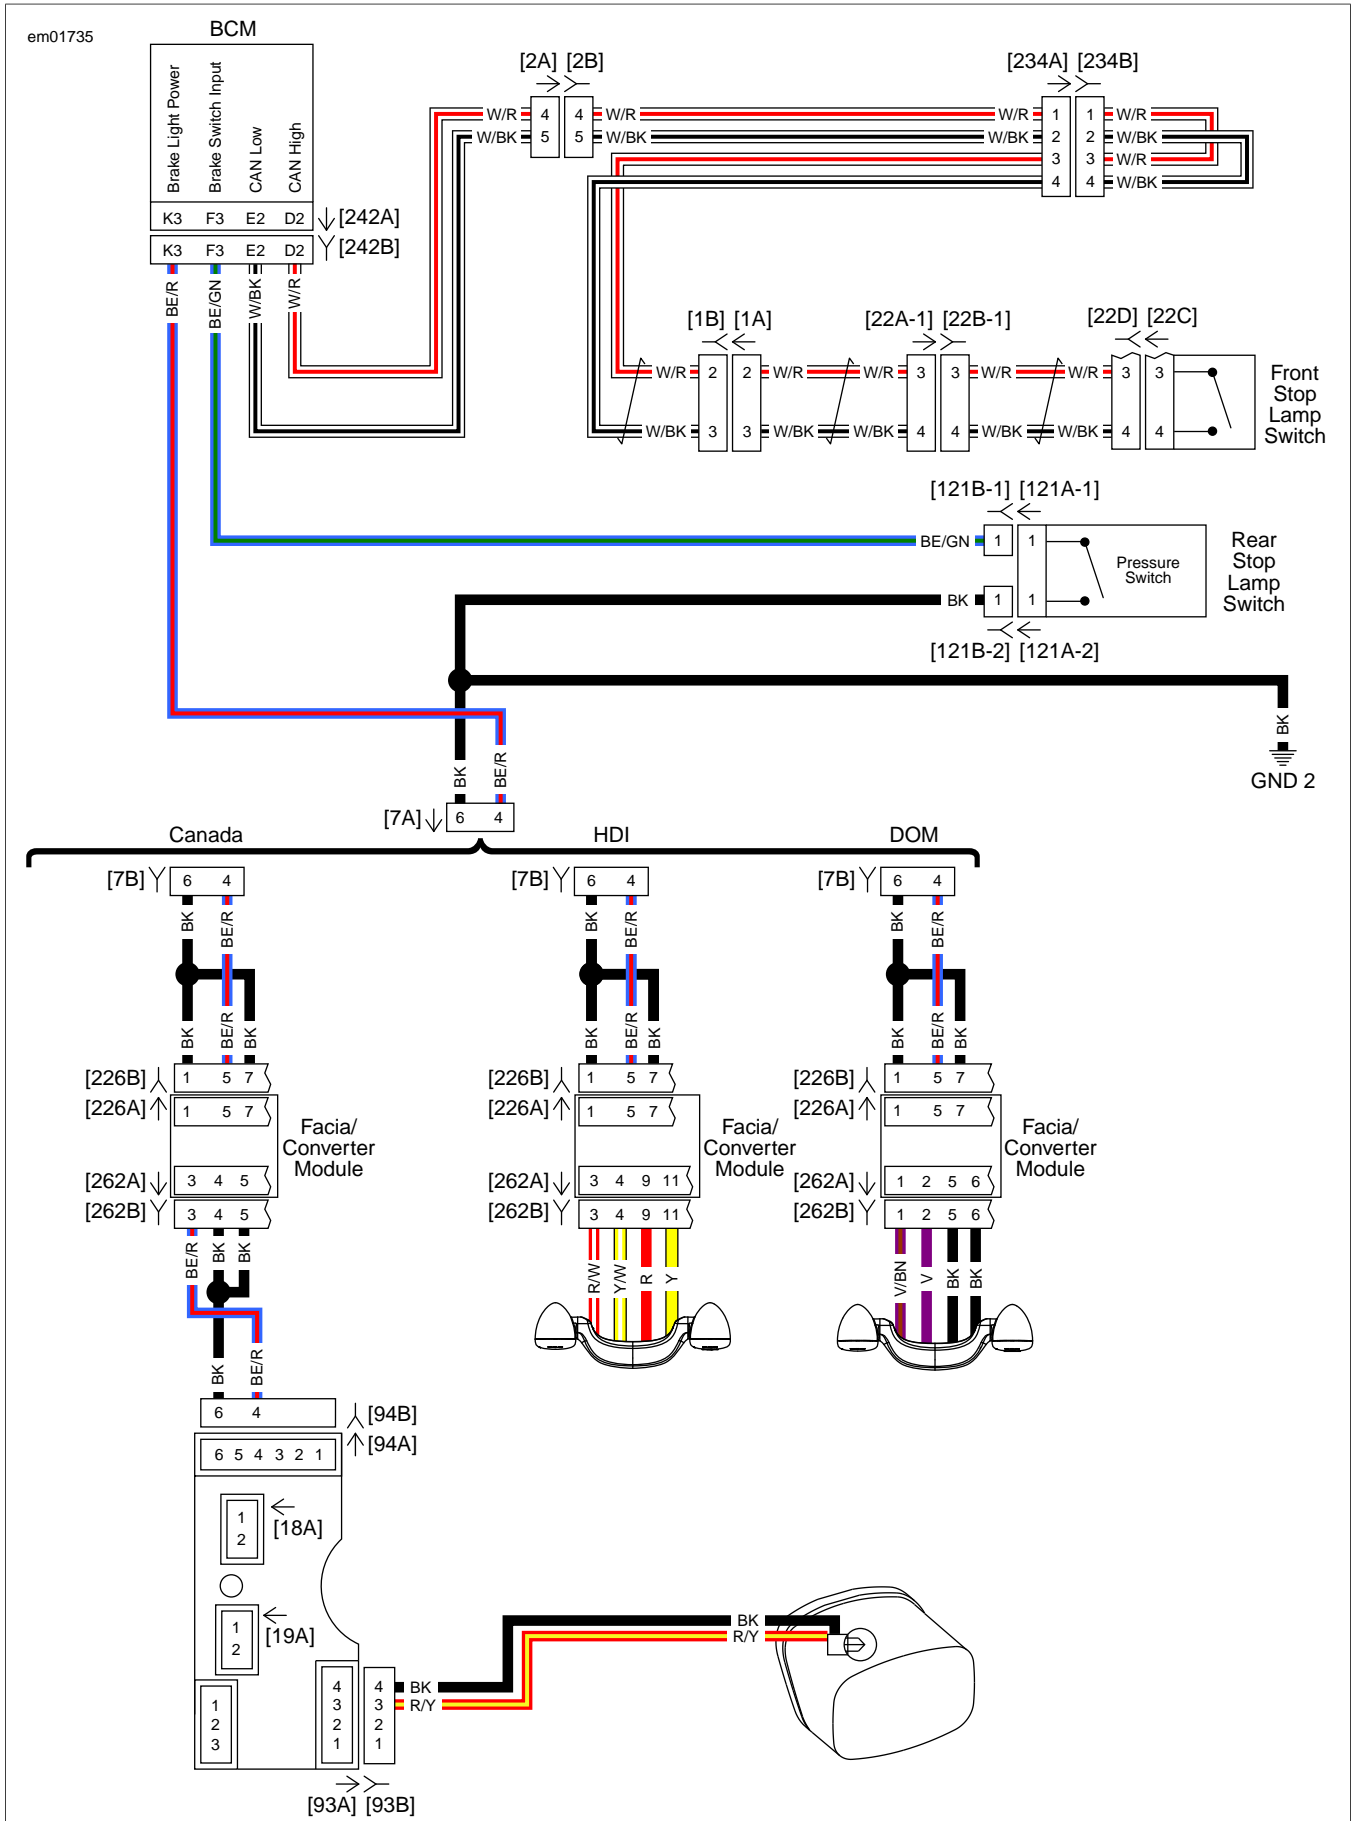 em01735
BCM
Brake Light Power
Brake Switch Input
CAN Low
CAN High
K3 F3 E2 D2 [242A]
K3 F3 E2 D2 [242B]
BE/R BE/GN W/BK W/R
[2A] [2B]
W/R 4 4 W/R
W/BK 5 5 W/BK
[234A] [234B]
W/R 1 1 W/R
W/BK 2 2 W/BK
3 3 W/R
4 4 W/BK
[1B] [1A] [22A-1] [22B-1] [22D] [22C]
W/R 2 2 W/R W/R 3 3 W/R W/R 3 3
W/BK 3 3 W/BK W/BK 4 4 W/BK W/BK 4 4
Front
Stop
Lamp
Switch
[121B-1] [121A-1]
BE/GN 1 1
Pressure
Switch
BK 1 1
[121B-2] [121A-2]
Rear
Stop
Lamp
Switch
BK
GND 2
BK BE/R
[7A] 6 4
Canada HDI DOM
[7B] 6 4 [7B] 6 4 [7B] 6 4
BK BE/R BK BE/R BK BE/R
BK BE/R BK BK BE/R BK BK BE/R BK
[226B] 1 5 7 [226B] 1 5 7 [226B] 1 5 7
[226A] 1 5 7 [226A] 1 5 7 [226A] 1 5 7
Facia/
Converter
Module
Facia/
Converter
Module
Facia/
Converter
Module
[262A] 3 4 5 [262A] 3 4 9 11 [262A] 1 2 5 6
[262B] 3 4 5 [262B] 3 4 9 11 [262B] 1 2 5 6
BE/R BK BK R/W Y/W R Y V/BN V BK BK
BK BE/R
6 4 [94B]
6 5 4 3 2 1 [94A]
1
2
[18A]
1
2
[19A]
1
2
3
4
3
2
1
4
3
2
1
BK
R/Y
BK
R/Y
[93A] [93B]